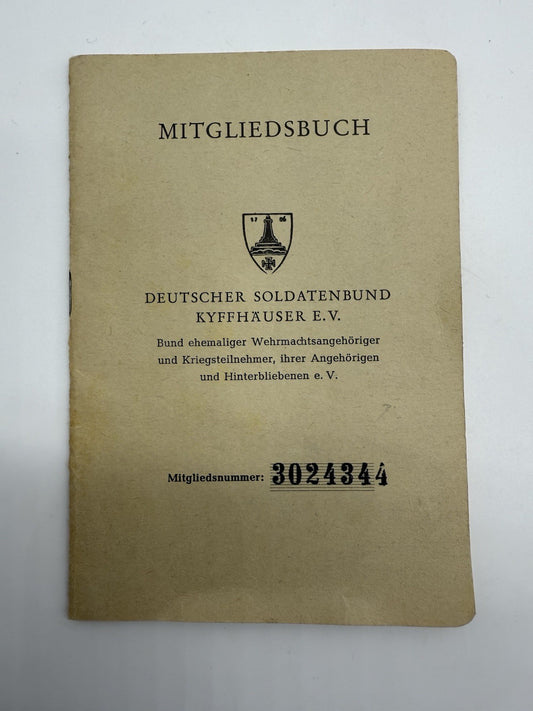 MITGLIEDSBUCH
17 86
DEUTSCHER SOLDATENBUND
KYFFHÄUSER E.V.
Bund ehemaliger Wehrmachtsangehöriger
und Kriegsteilnehmer, ihrer Angehörigen
und Hinterbliebenen e. V.
Mitgliedsnummer: 3024344